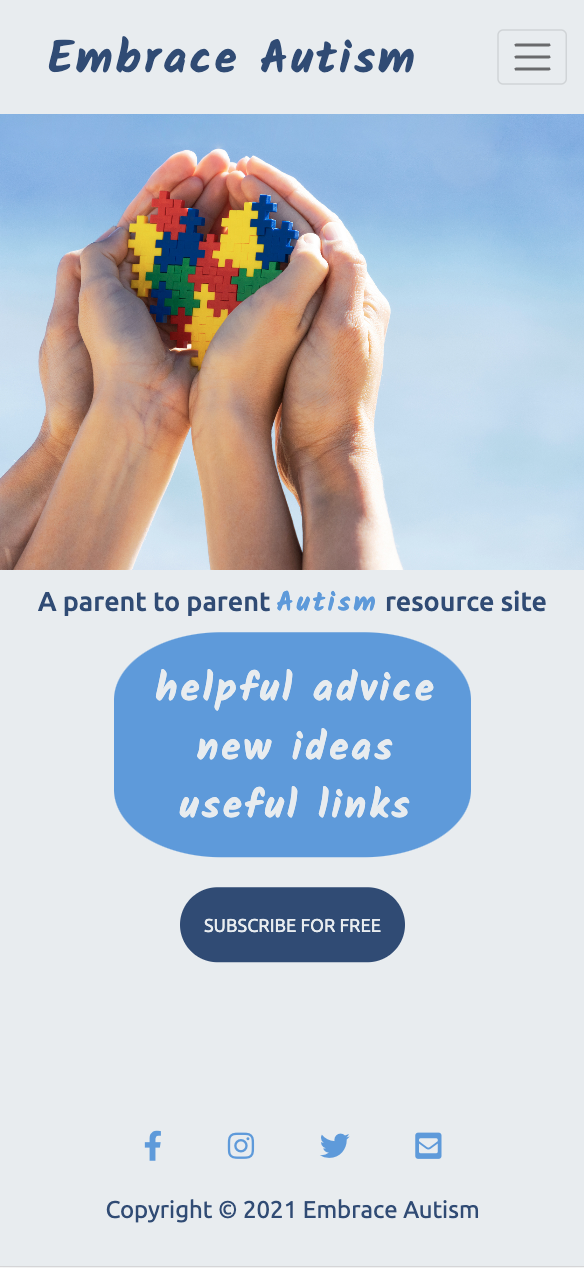 Embrace Autism
A parent to parent Autism resource site
helpful advice
new ideas
useful links
SUBSCRIBE FOR FREE
Copyright © 2021 Embrace Autism